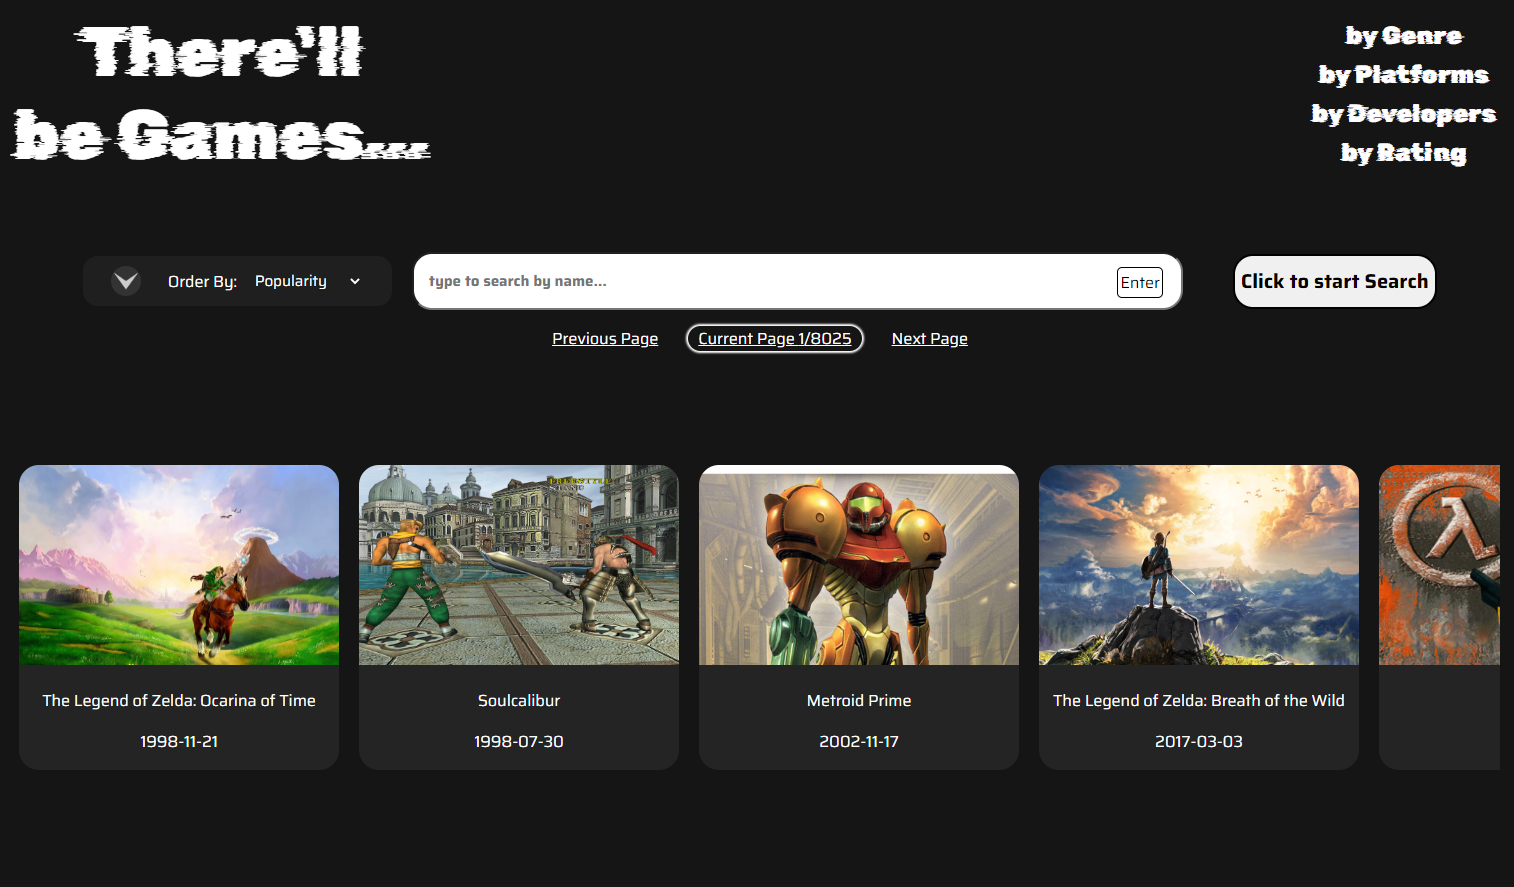 There'll
be Games...
by Genre
by Platforms
by Developers
by Rating
Order By: Popularity
type to search by name...
Enter
Click to start Search
Previous Page
Current Page 1/8025
Next Page
The Legend of Zelda: Ocarina of Time
1998-11-21
Soulcalibur
1998-07-30
Metroid Prime
2002-11-17
The Legend of Zelda: Breath of the Wild
2017-03-03